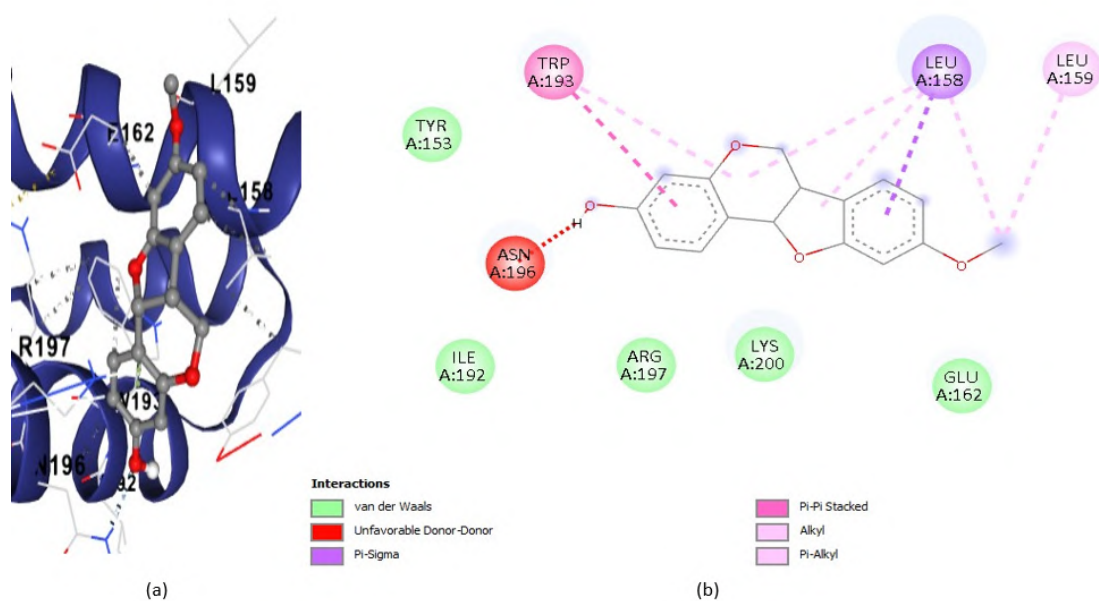 L159
E162
L158
R197
W193
N196
TRP
A:193
LEU
A:158
LEU
A:159
TYR
A:153
O
O
H
O
O
ASN
A:196
ILE
A:192
ARG
A:197
LYS
A:200
GLU
A:162
Interactions
van der Waals
Unfavorable Donor-Donor
Pi-Sigma
Pi-Pi Stacked
Alkyl
Pi-Alkyl
(a)
(b)